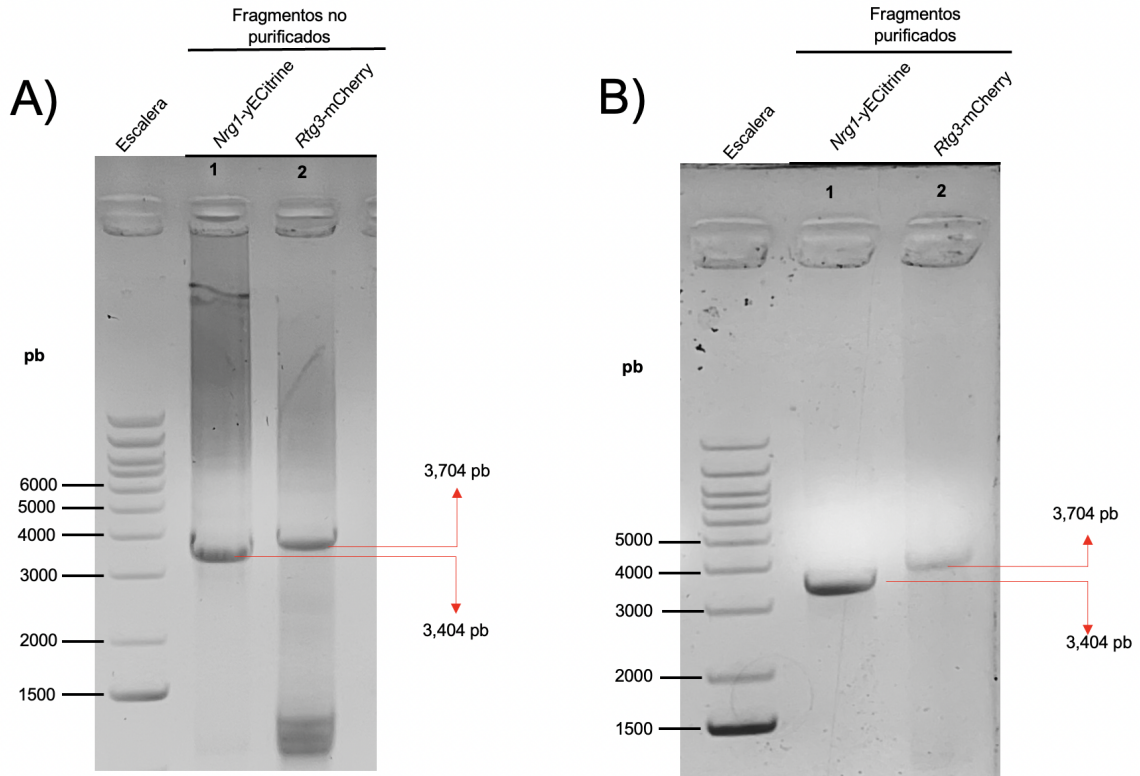 Fragmentos no
purificados
A)
Escalera
Nrg1-yECitrine
Rtg3-mCherry
1
2
pb
6000
5000
4000
3000
2000
1500
3,704 pb
3,404 pb
Fragmentos
purificados
B)
Escalera
Nrg1-yECitrine
Rtg3-mCherry
1
2
pb
5000
4000
3000
2000
1500
3,704 pb
3,404 pb